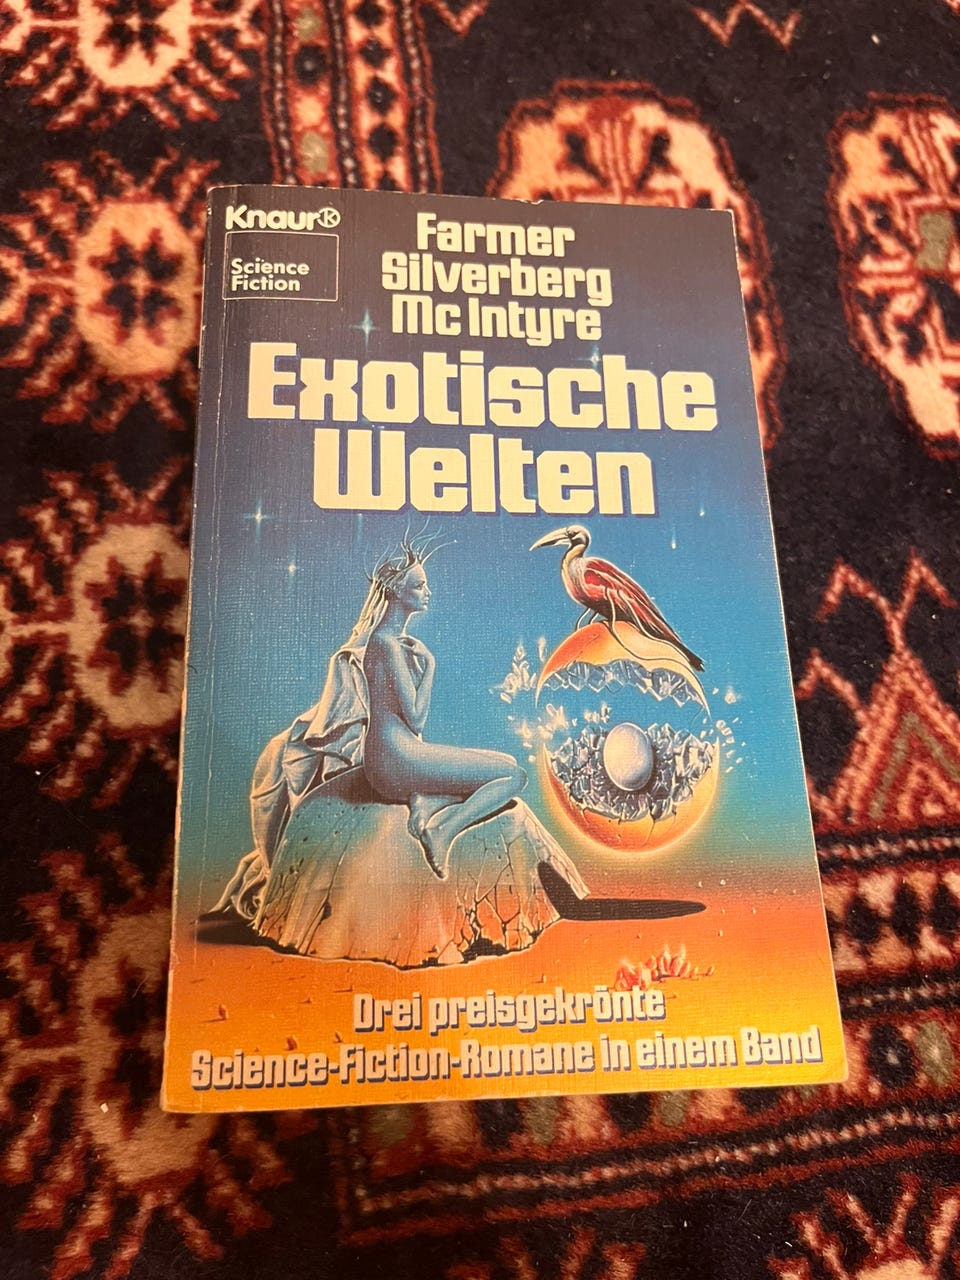 Knaur®
Science
Fiction
Farmer
Silverberg
Mc Intyre
Exotische
Welten
Drei preisgekrönte
Science-Fiction-Romane in einem Band